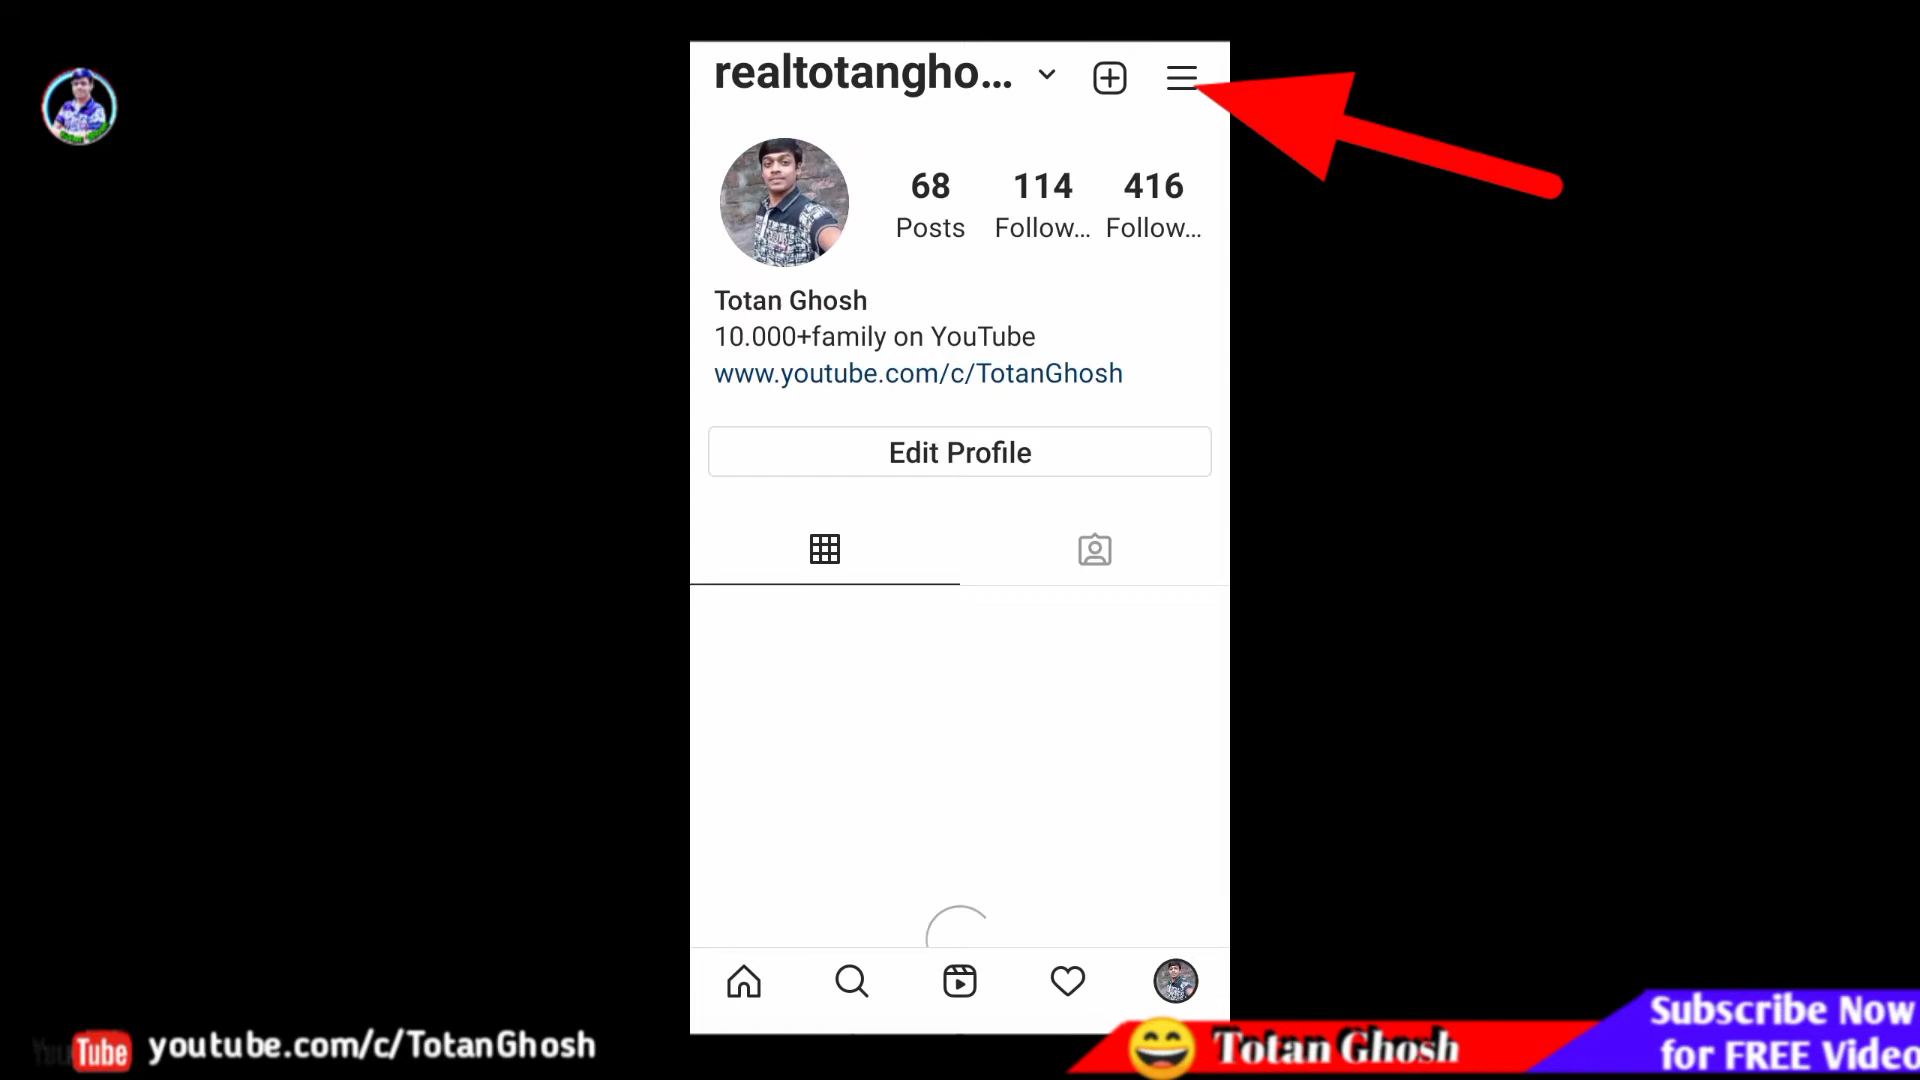 realtotangho...
68 114 416
Posts Follow... Follow...
Totan Ghosh
10.000+family on YouTube
www.youtube.com/c/TotanGhosh
Edit Profile
YouTube youtube.com/c/TotanGhosh
Totan Ghosh
Subscribe Now
for FREE Video